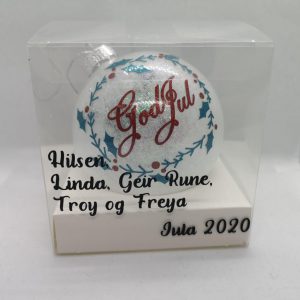 God Jul
Hilsen,
Linda, Geir Rune,
Troy og Freya
Jula 2020